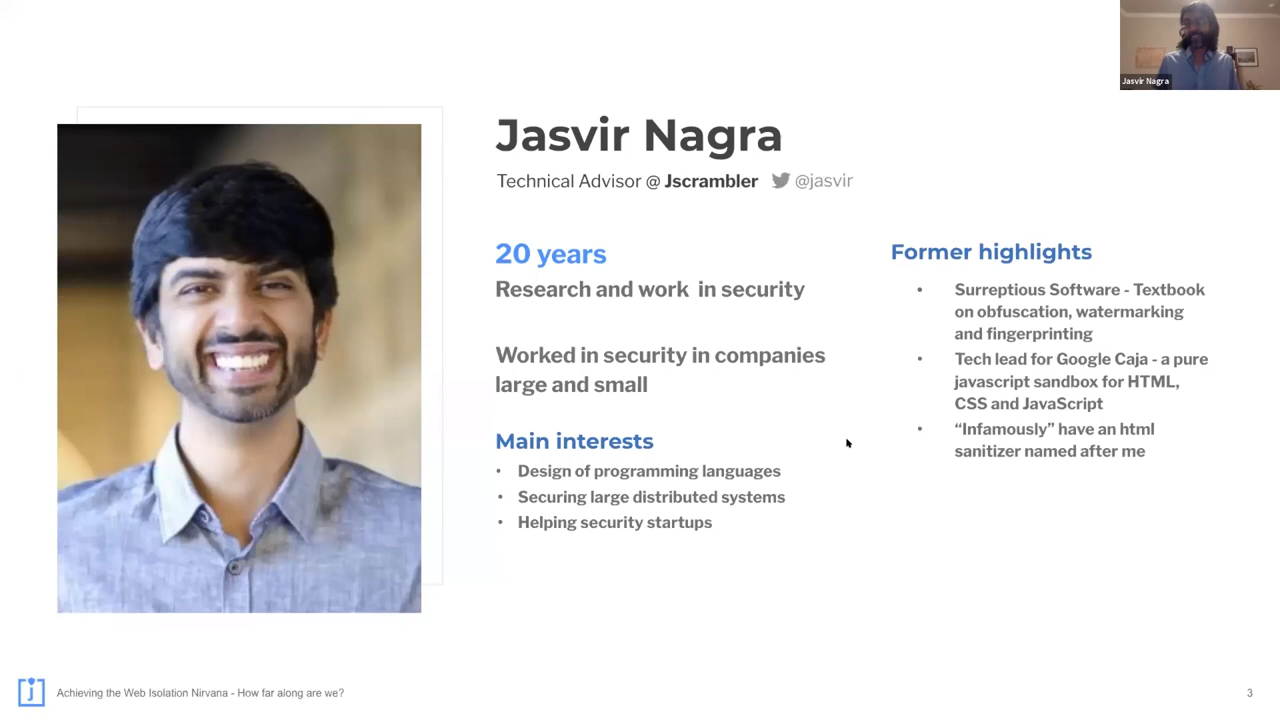 Jasvir Nagra
Jasvir Nagra
Technical Advisor @ Jscrambler @jasvir
20 years
Research and work in security
Worked in security in companies
large and small
Main interests
• Design of programming languages
• Securing large distributed systems
• Helping security startups
Former highlights
• Surreptious Software - Textbook
on obfuscation, watermarking
and fingerprinting
• Tech lead for Google Caja - a pure
javascript sandbox for HTML,
CSS and JavaScript
• “Infamously” have an html
sanitizer named after me
Achieving the Web Isolation Nirvana - How far along are we?
3